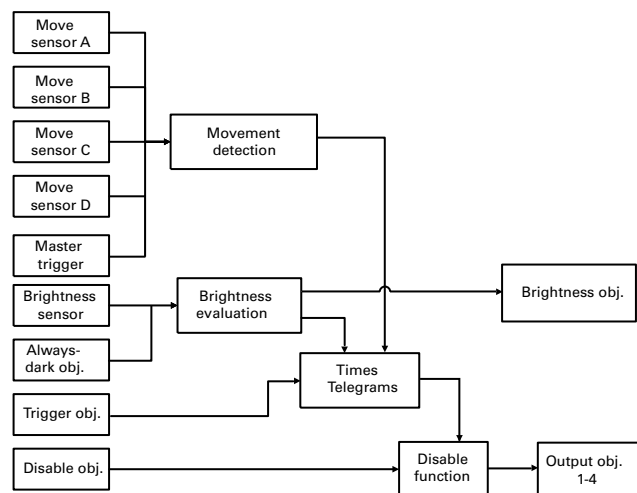 Move
sensor A
Move
sensor B
Move
sensor C
Move
sensor D
Master
trigger
Brightness
sensor
Always-
dark obj.
Trigger obj.
Disable obj.
Movement
detection
Brightness
evaluation
Brightness obj.
Times
Telegrams
Disable
function
Output obj.
1-4